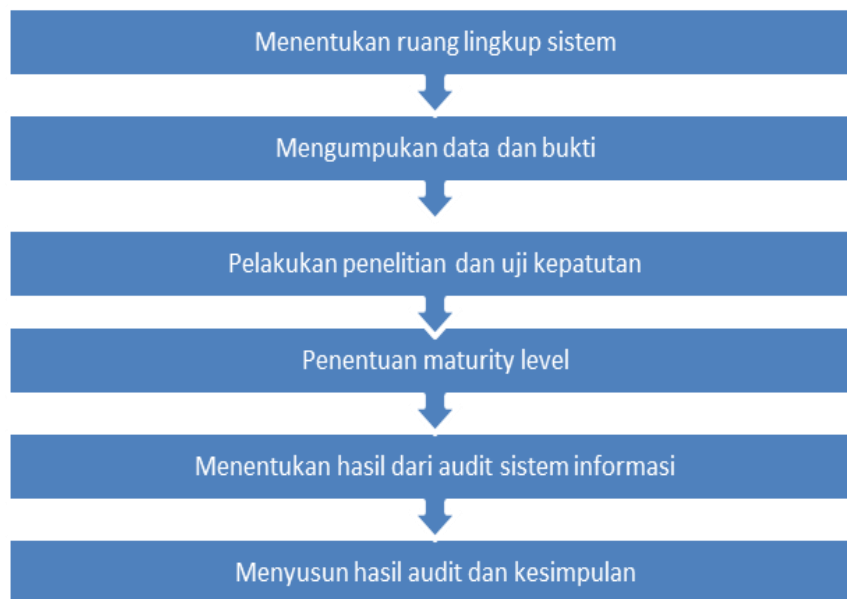 Menentukan ruang lingkup sistem
Mengumpukan data dan bukti
Pelakukan penelitian dan uji kepatutan
Penentuan maturity level
Menentukan hasil dari audit sistem informasi
Menyusun hasil audit dan kesimpulan